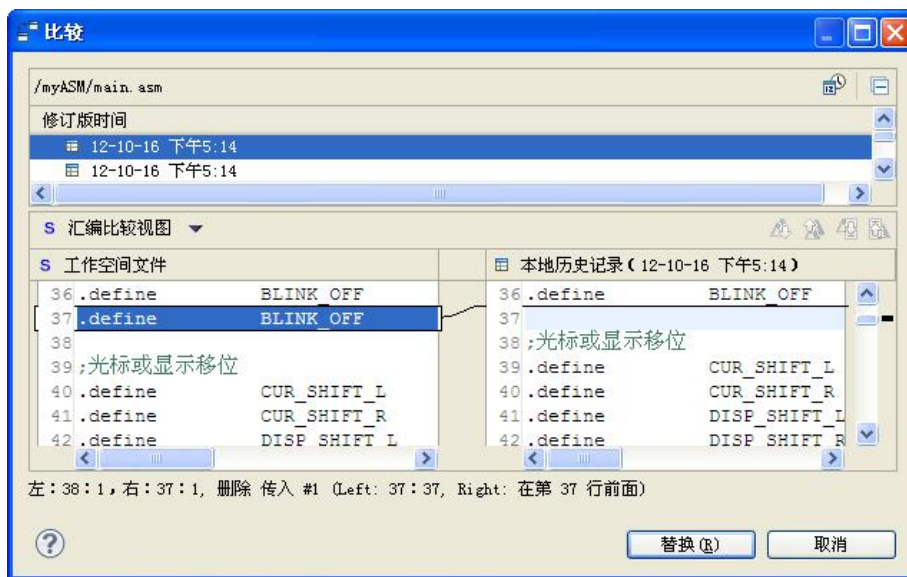 比较
/myASM/main.asm
修订版时间
12-10-16 下午5:14
12-10-16 下午5:14
S 汇编比较视图
S 工作空间文件
36 .define BLINK_OFF
37 .define BLINK_OFF
38
39 ;光标或显示移位
40 .define CUR_SHIFT_L
41 .define CUR_SHIFT_R
42 .define DISP_SHIFT_L
本地历史记录(12-10-16 下午5:14)
36 .define BLINK_OFF
37
38 ;光标或显示移位
39 .define CUR_SHIFT_L
40 .define CUR_SHIFT_R
41 .define DISP_SHIFT_L
42 .define DISP_SHIFT_R
左:38:1,右:37:1, 删除 传入 #1 (Left: 37:37, Right: 在第 37 行前面)
?
替换(R)
取消